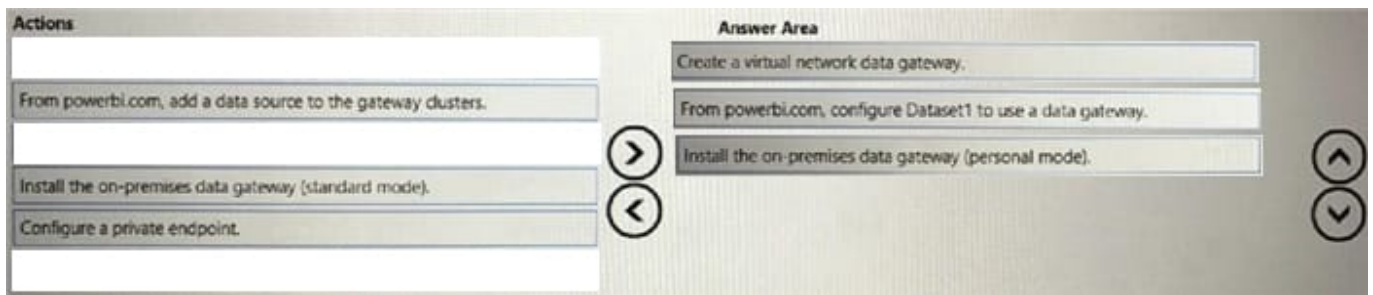 Actions
Answer Area
Create a virtual network data gateway.
From powerbi.com, add a data source to the gateway clusters.
From powerbi.com, configure Dataset1 to use a data gateway.
Install the on-premises data gateway (personal mode).
Install the on-premises data gateway (standard mode).
Configure a private endpoint.